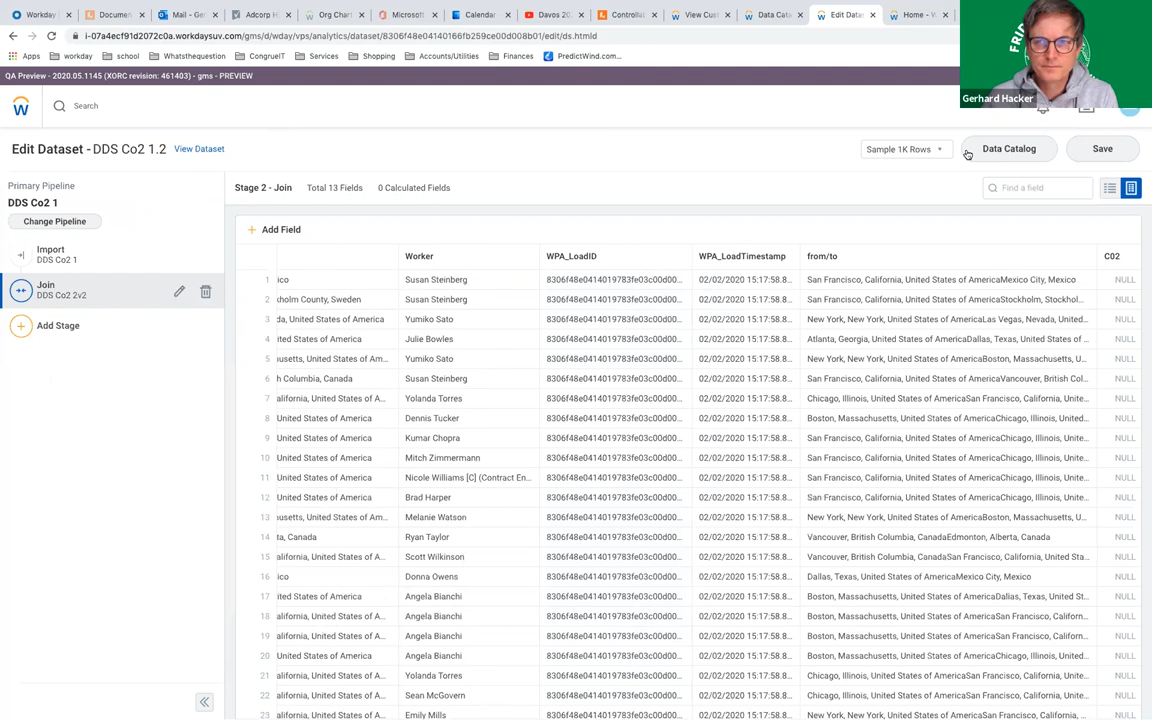 Workday
Documen
Mail - Ge
Adcorp H
Org Char
Microsoft
Calendar
Davos 20
Controlla
View Cus
Data Cat
Edit Data
Home - W
i-07a4ecf91d2072c0a.workdaysuv.com/gms/d/wday/vps/analytics/dataset/8306f48e04140166fb259ce00d008b01/edit/ds.htmld
Apps workday school Whatsthequestion CongrueIT Services Shopping Accounts/Utilities Finances PredictWind.com...
QA Preview - 2020.05.1145 (XORC revision: 461403) - gms - PREVIEW
Gerhard Hacker
Search
Edit Dataset - DDS Co2 1.2 View Dataset
Sample 1K Rows
Data Catalog
Save
Primary Pipeline
DDS Co2 1
Change Pipeline
Import
DDS Co2 1
Join
DDS Co2 2v2
Add Stage
Stage 2 - Join Total 13 Fields 0 Calculated Fields
Find a field
Add Field
Worker WPA_LoadID WPA_LoadTimestamp from/to C02
1 ico Susan Steinberg 8306f48e0414019783fe03c00d00... 02/02/2020 15:17:58.8... San Francisco, California, United States of AmericaMexico City, Mexico NULL
2 holm County, Sweden Susan Steinberg 8306f48e0414019783fe03c00d00... 02/02/2020 15:17:58.8... San Francisco, California, United States of AmericaStockholm, Stockhol... NULL
3 da, United States of America Yumiko Sato 8306f48e0414019783fe03c00d00... 02/02/2020 15:17:58.8... New York, New York, United States of AmericaLas Vegas, Nevada, United... NULL
4 ited States of America Julie Bowles 8306f48e0414019783fe03c00d00... 02/02/2020 15:17:58.8... Atlanta, Georgia, United States of AmericaDallas, Texas, United States of ... NULL
5 usetts, United States of Am... Yumiko Sato 8306f48e0414019783fe03c00d00... 02/02/2020 15:17:58.8... New York, New York, United States of AmericaBoston, Massachusetts, U... NULL
6 h Columbia, Canada Susan Steinberg 8306f48e0414019783fe03c00d00... 02/02/2020 15:17:58.8... San Francisco, California, United States of AmericaVancouver, British Col... NULL
7 alifornia, United States of A... Yolanda Torres 8306f48e0414019783fe03c00d00... 02/02/2020 15:17:58.8... Chicago, Illinois, United States of AmericaSan Francisco, California, Unit... NULL
8 United States of America Dennis Tucker 8306f48e0414019783fe03c00d00... 02/02/2020 15:17:58.8... Boston, Massachusetts, United States of AmericaChicago, Illinois, United... NULL
9 United States of America Kumar Chopra 8306f48e0414019783fe03c00d00... 02/02/2020 15:17:58.8... San Francisco, California, United States of AmericaChicago, Illinois, Unite... NULL
10 United States of America Mitch Zimmermann 8306f48e0414019783fe03c00d00... 02/02/2020 15:17:58.8... San Francisco, California, United States of AmericaChicago, Illinois, Unite... NULL
11 United States of America Nicole Williams [C] (Contract En... 8306f48e0414019783fe03c00d00... 02/02/2020 15:17:58.8... San Francisco, California, United States of AmericaChicago, Illinois, Unite... NULL
12 United States of America Brad Harper 8306f48e0414019783fe03c00d00... 02/02/2020 15:17:58.8... San Francisco, California, United States of AmericaChicago, Illinois, Unite... NULL
13 usetts, United States of Am... Melanie Watson 8306f48e0414019783fe03c00d00... 02/02/2020 15:17:58.8... New York, New York, United States of AmericaBoston, Massachusetts, U... NULL
14 ta, Canada Ryan Taylor 8306f48e0414019783fe03c00d00... 02/02/2020 15:17:58.8... Vancouver, British Columbia, CanadaEdmonton, Alberta, Canada NULL
15 alifornia, United States of A... Scott Wilkinson 8306f48e0414019783fe03c00d00... 02/02/2020 15:17:58.8... Vancouver, British Columbia, CanadaSan Francisco, California, United Sta... NULL
16 ico Donna Owens 8306f48e0414019783fe03c00d00... 02/02/2020 15:17:58.8... Dallas, Texas, United States of AmericaMexico City, Mexico NULL
17 ited States of America Angela Bianchi 8306f48e0414019783fe03c00d00... 02/02/2020 15:17:58.8... Boston, Massachusetts, United States of AmericaDallas, Texas, United St... NULL
18 alifornia, United States of A... Angela Bianchi 8306f48e0414019783fe03c00d00... 02/02/2020 15:17:58.8... Boston, Massachusetts, United States of AmericaSan Francisco, Californ... NULL
19 alifornia, United States of A... Angela Bianchi 8306f48e0414019783fe03c00d00... 02/02/2020 15:17:58.8... Boston, Massachusetts, United States of AmericaSan Francisco, Californ... NULL
20 United States of America Angela Bianchi 8306f48e0414019783fe03c00d00... 02/02/2020 15:17:58.8... Boston, Massachusetts, United States of AmericaChicago, Illinois, United... NULL
21 alifornia, United States of A... Yolanda Torres 8306f48e0414019783fe03c00d00... 02/02/2020 15:17:58.8... Chicago, Illinois, United States of AmericaSan Francisco, California, Unit... NULL
22 alifornia, United States of A... Sean McGovern 8306f48e0414019783fe03c00d00... 02/02/2020 15:17:58.8... Chicago, Illinois, United States of AmericaSan Francisco, California, Unit... NULL
23 alifornia, United States of A... Emily Mills 8306f48e0414019783fe03c00d00... 02/02/2020 15:17:58.8... Boston, Massachusetts, United States of AmericaSan Francisco, Californ... NULL